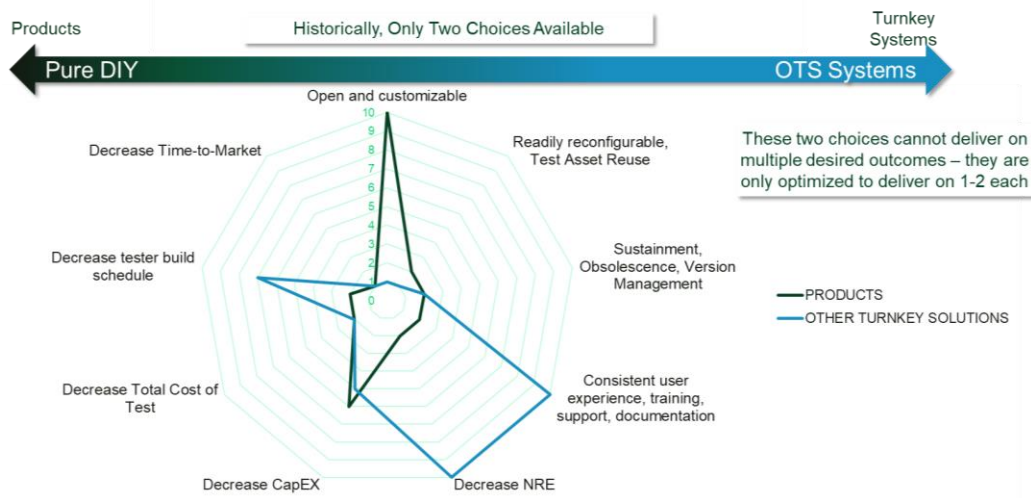 Products
Historically, Only Two Choices Available
Turnkey
Systems
Pure DIY
OTS Systems
Open and customizable
10
9
8
7
6
5
4
3
2
1
0
Decrease Time-to-Market
Readily reconfigurable,
Test Asset Reuse
These two choices cannot deliver on
multiple desired outcomes – they are
only optimized to deliver on 1-2 each
Decrease tester build
schedule
Sustainment,
Obsolescence, Version
Management
PRODUCTS
OTHER TURNKEY SOLUTIONS
Decrease Total Cost of
Test
Consistent user
experience, training,
support, documentation
Decrease CapEX
Decrease NRE